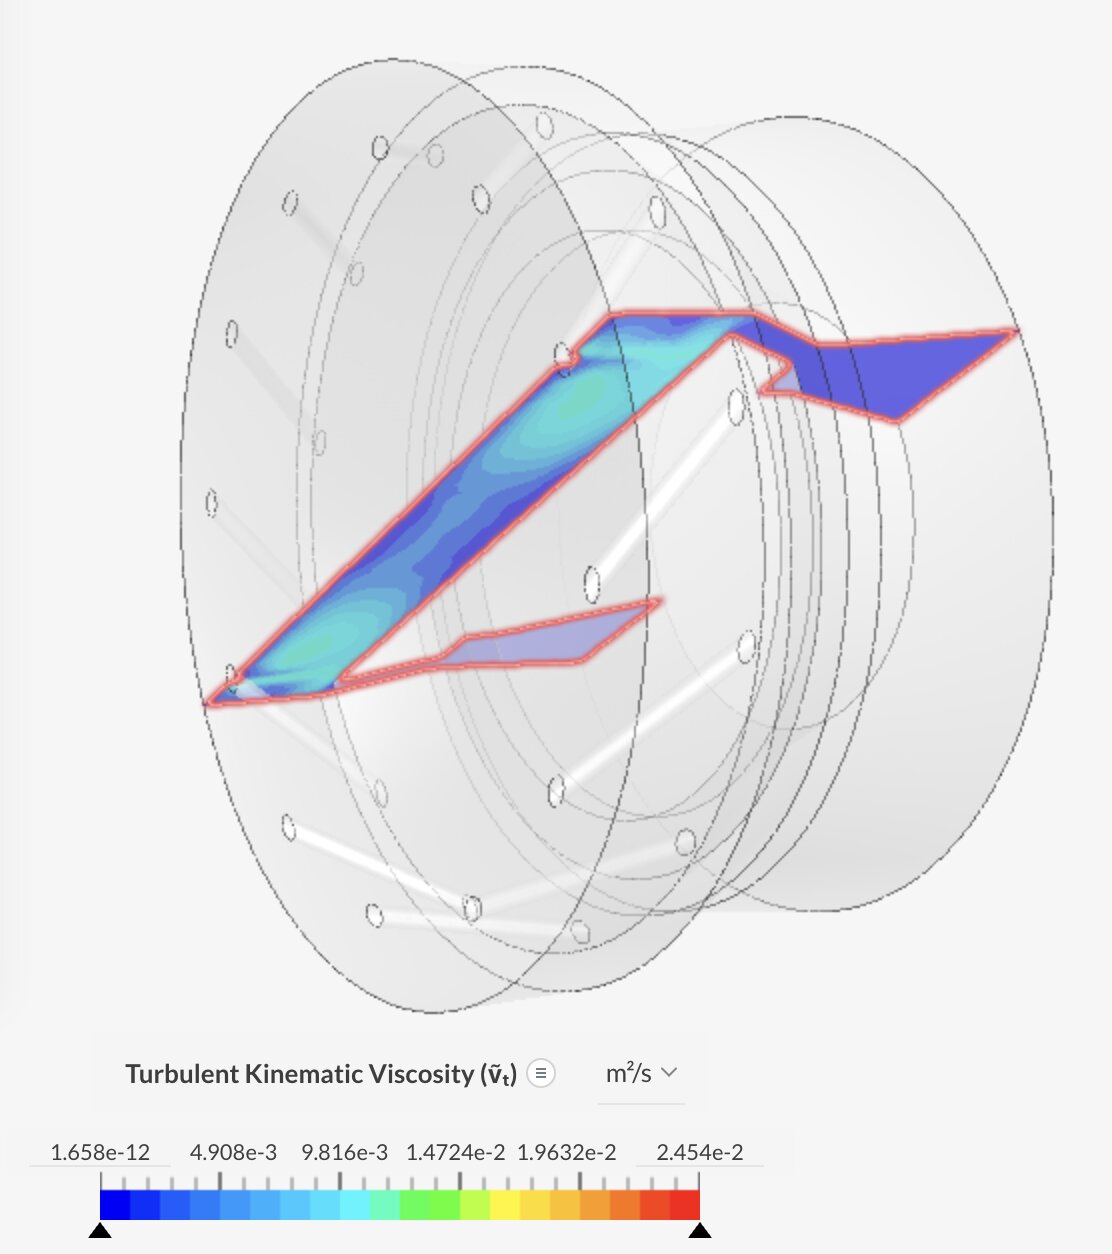 Turbulent Kinematic Viscosity (ṽₜ) m²/s
1.658e-12 4.908e-3 9.816e-3 1.4724e-2 1.9632e-2 2.454e-2